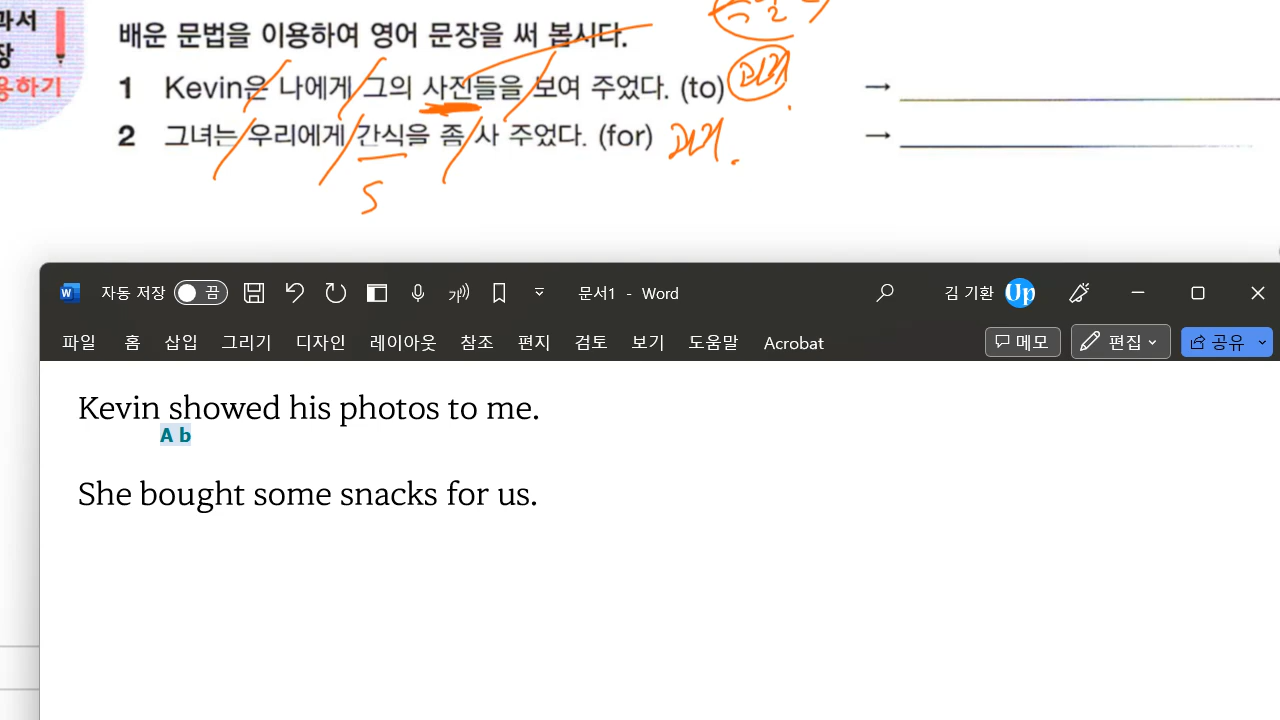 과서
장
용하기
배운 문법을 이용하여 영어 문장을 써 봅시다.
1 Kevin은 나에게 그의 사진들을 보여 주었다. (to) 과거 → 
2 그녀는 우리에게 간식을 좀 사 주었다. (for) 과거. →
S
자동 저장 끔 가)) 문서1 - Word 김 기환 Up
파일 홈 삽입 그리기 디자인 레이아웃 참조 편지 검토 보기 도움말 Acrobat 메모 편집 공유
Kevin showed his photos to me.
A b
She bought some snacks for us.